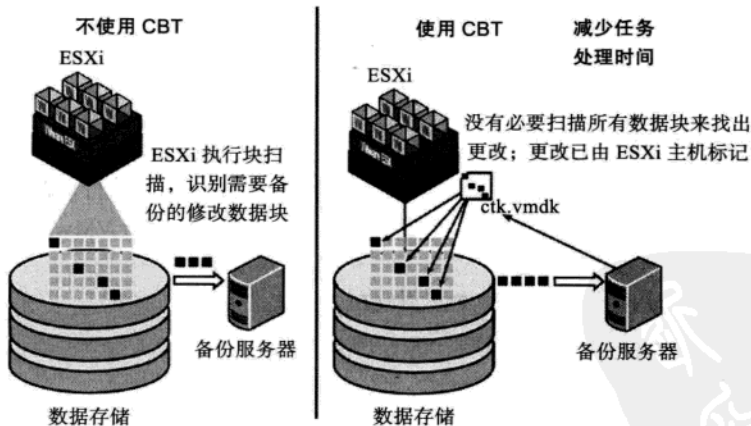 不使用 CBT
ESXi
VMware ESX
ESXi 执行块扫
描，识别需要备
份的修改数据块
备份服务器
数据存储
使用 CBT
减少任务
处理时间
ESXi
VMware ESX
没有必要扫描所有数据块来找出
更改；更改已由 ESXi 主机标记
ctk.vmdk
备份服务器
数据存储